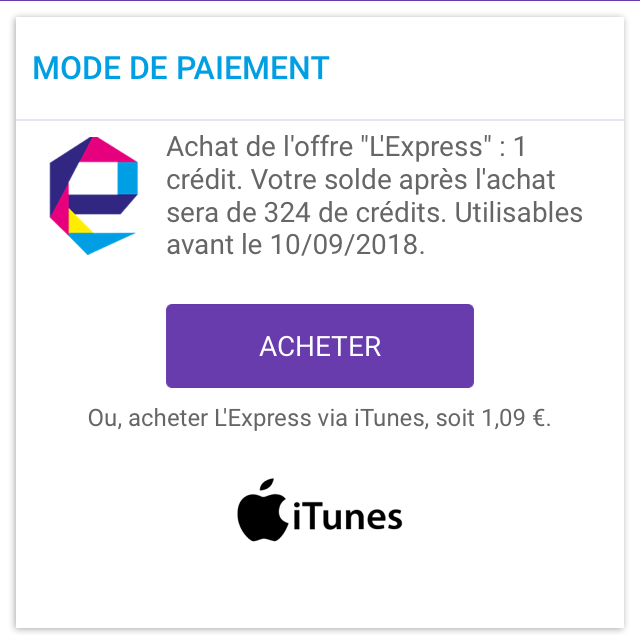 MODE DE PAIEMENT
Achat de l'offre "L'Express" : 1
crédit. Votre solde après l'achat
sera de 324 de crédits. Utilisables
avant le 10/09/2018.
ACHETER
Ou, acheter L'Express via iTunes, soit 1,09 €.
iTunes